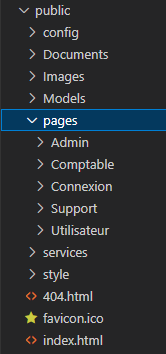 public
config
Documents
Images
Models
pages
Admin
Comptable
Connexion
Support
Utilisateur
services
style
404.html
favicon.ico
index.html